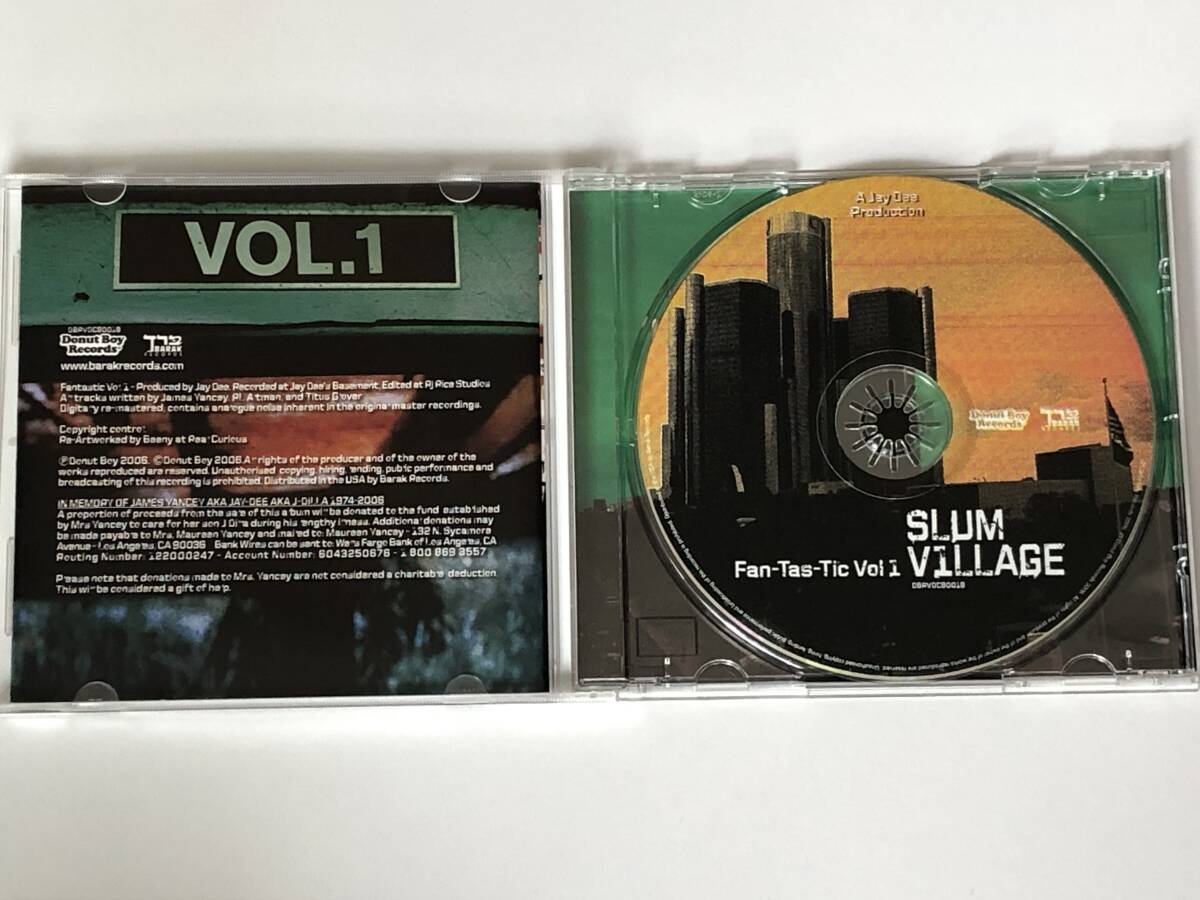 VOL.1
DBRVDCB0018
Donut Boy
Records
ברק
BARAK
RECORDS
www.barakrecords.com
Fantastic Vol 1 - Produced by Jay Dee. Recorded at Jay Dee's Basement. Edited at RJ Rice Studios
All tracks written by James Yancey, RL Altman, and Titus Glover
Digitally re-mastered, contains analogue noise inherent in the original master recordings.
Copyright control
Re-Artworked by Beeny at Real Curious
℗Donut Boy 2006. ©Donut Boy 2006 All rights of the producer and of the owner of the
works reproduced are reserved. Unauthorised copying, hiring, lending, public performance and
broadcasting of this recording is prohibited. Distributed in the USA by Barak Records.
IN MEMORY OF JAMES YANCEY AKA JAY-DEE AKA J-DILLA 1974-2006
A proportion of proceeds from the sale of this album will be donated to the fund established
by Mrs Yancey to care for her son J Dilla during his lengthy illness. Additional donations may
be made payable to Mrs. Maureen Yancey and mailed to: Maureen Yancey - 132 N. Sycamore
Avenue - Los Angeles, CA 90036 Bank Wires can be sent to: Wells Fargo Bank of Los Angeles, CA
Routing Number: 122000247 - Account Number: 6043250676 - 1 800 869 3557
Please note that donations made to Mrs. Yancey are not considered a charitable deduction.
This will be considered a gift of help.
A Jay Dee
Production
Donut Boy
Records
ברק
SLUM
V1LLAGE
Fan-Tas-Tic Vol 1
DBRVDCB0018